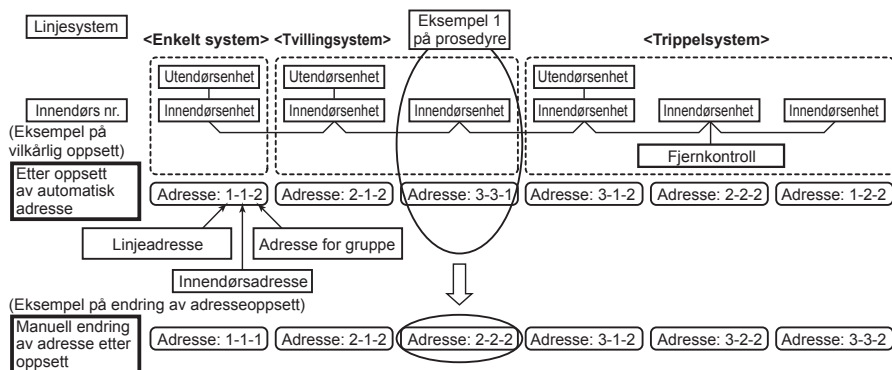 Linjesystem
<Enkelt system>
<Tvillingsystem>
Eksempel 1
på prosedyre
<Trippelsystem>
Utendørsenhet
Utendørsenhet
Utendørsenhet
Innendørs nr.
Innendørsenhet
Innendørsenhet
Innendørsenhet
Innendørsenhet
Innendørsenhet
Innendørsenhet
(Eksempel på
vilkårlig oppsett)
Fjernkontroll
Etter oppsett
av automatisk
adresse
Adresse: 1-1-2
Adresse: 2-1-2
Adresse: 3-3-1
Adresse: 3-1-2
Adresse: 2-2-2
Adresse: 1-2-2
Linjeadresse
Adresse for gruppe
Innendørsadresse
(Eksempel på endring av adresseoppsett)
Manuell endring
av adresse etter
oppsett
Adresse: 1-1-1
Adresse: 2-1-2
Adresse: 2-2-2
Adresse: 3-1-2
Adresse: 3-2-2
Adresse: 3-3-2